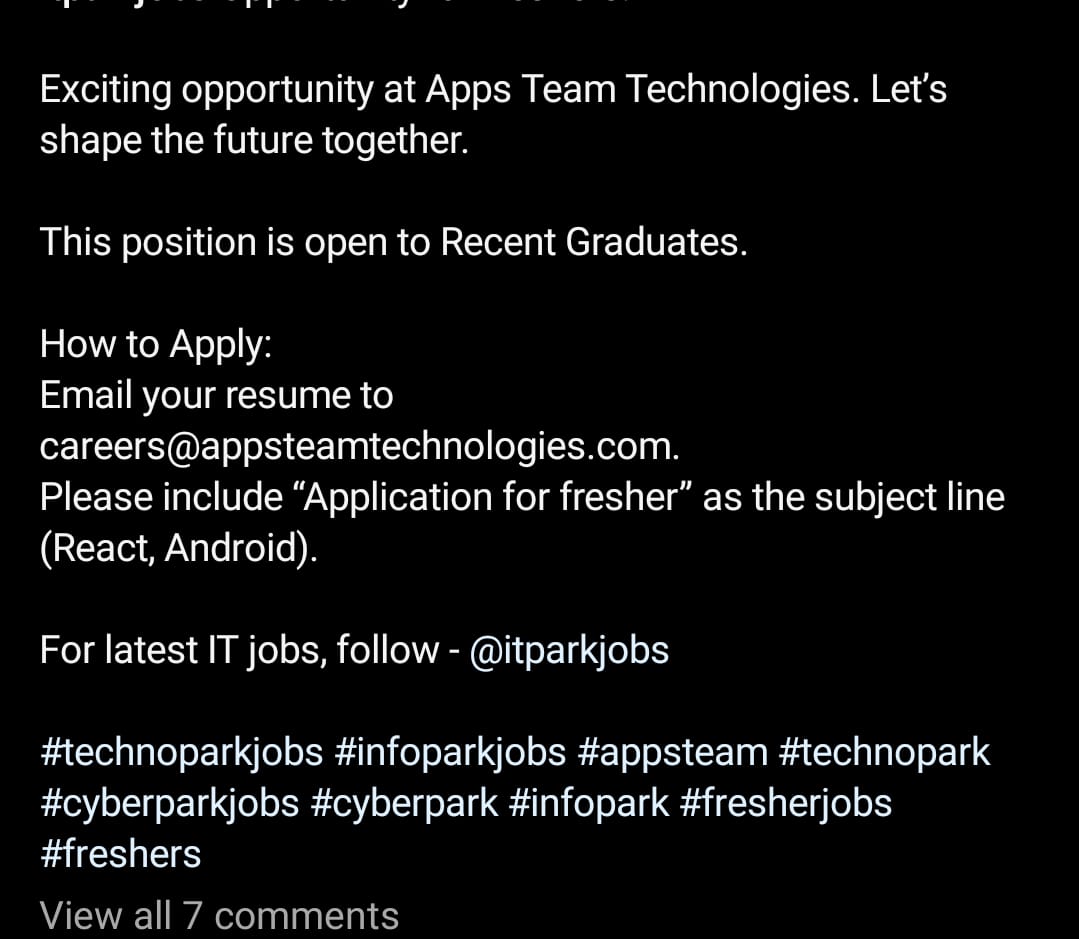 Exciting opportunity at Apps Team Technologies. Let’s
shape the future together.
This position is open to Recent Graduates.
How to Apply:
Email your resume to
careers@appsteamtechnologies.com.
Please include “Application for fresher” as the subject line
(React, Android).
For latest IT jobs, follow - @itparkjobs
#technoparkjobs #infoparkjobs #appsteam #technopark
#cyberparkjobs #cyberpark #infopark #fresherjobs
#freshers
View all 7 comments